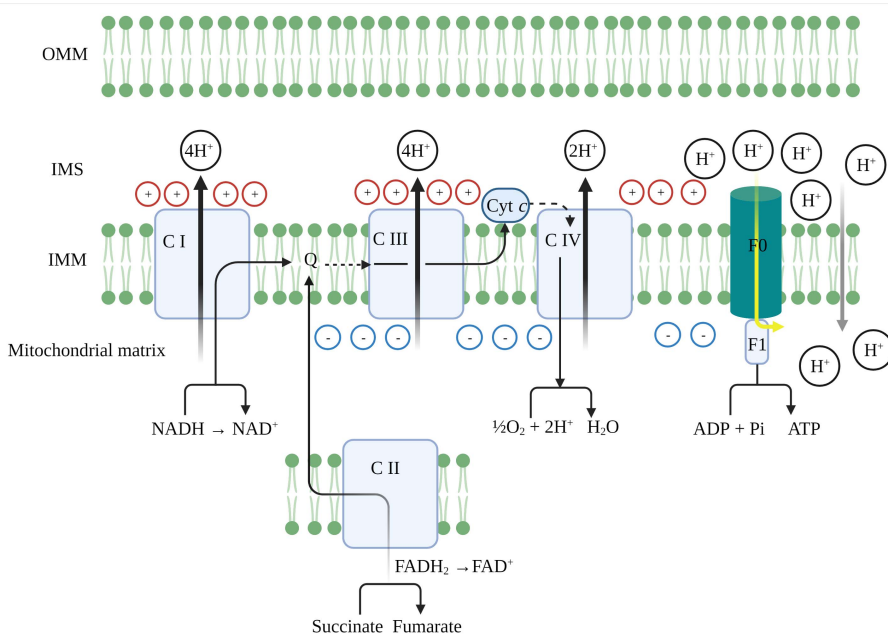 OMM
IMS
4H⁺
4H⁺
2H⁺
H⁺
H⁺
H⁺
H⁺
H⁺
+ + + +
+ + + +
+ + +
Cyt c
IMM
C I
Q
C III
C IV
F0
- - -
- - -
- -
F1
Mitochondrial matrix
H⁺
H⁺
NADH → NAD⁺
½O₂ + 2H⁺ H₂O
ADP + Pi ATP
C II
FADH₂ →FAD⁺
Succinate Fumarate